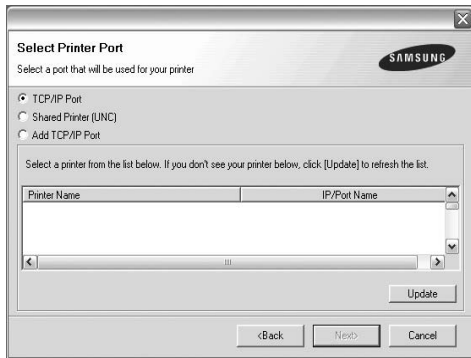 Select Printer Port
Select a port that will be used for your printer
SAMSUNG
TCP/IP Port
Shared Printer (UNC)
Add TCP/IP Port
Select a printer from the list below. If you don't see your printer below, click [Update] to refresh the list.
Printer Name IP/Port Name
Update
<Back Next> Cancel